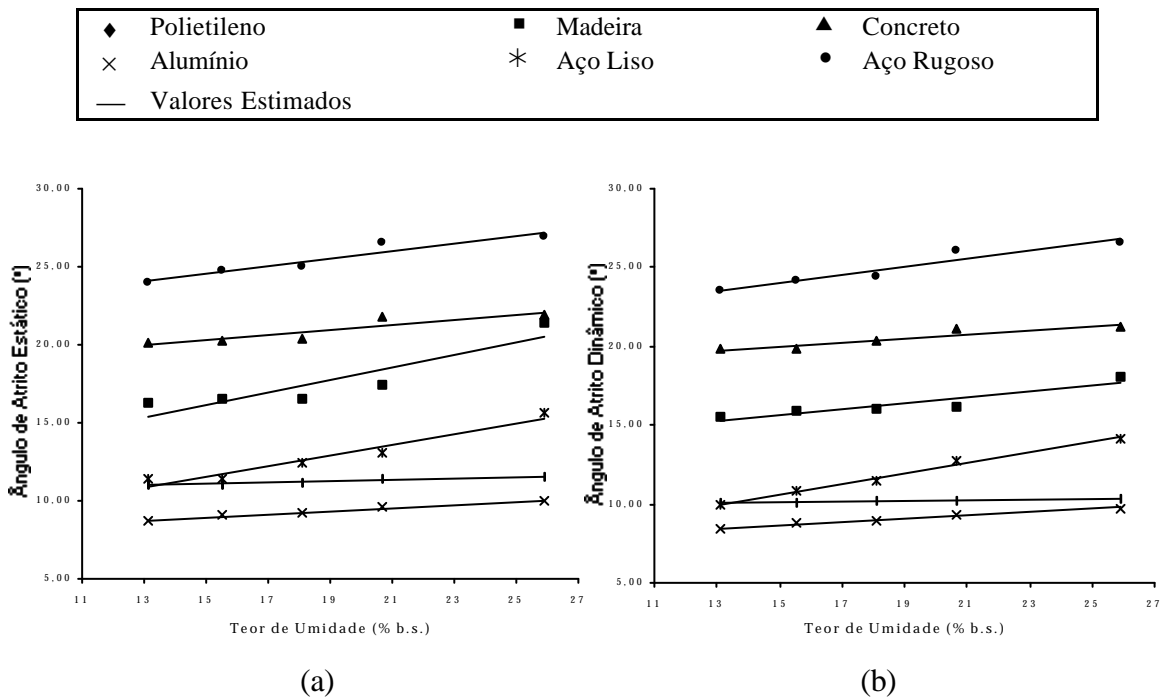 Polietileno Madeira Concreto
Alumínio Aço Liso Aço Rugoso
Valores Estimados
30,00
25,00
20,00
15,00
10,00
5,00
11 13 15 17 19 21 23 25 27
Ângulo de Atrito Estático (°)
Teor de Umidade (% b.s.)
(a)
30,00
25,00
20,00
15,00
10,00
5,00
11 13 15 17 19 21 23 25 27
Ângulo de Atrito Dinâmico (°)
Teor de Umidade (% b.s.)
(b)